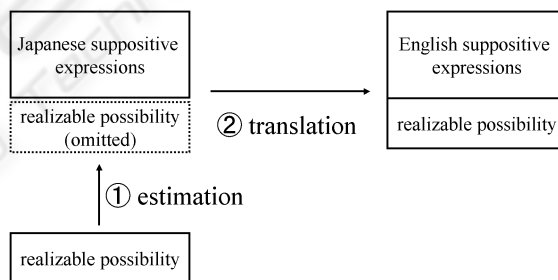 Japanese suppositive
expressions
realizable possibility
(omitted)
① estimation
realizable possibility
② translation
English suppositive
expressions
realizable possibility